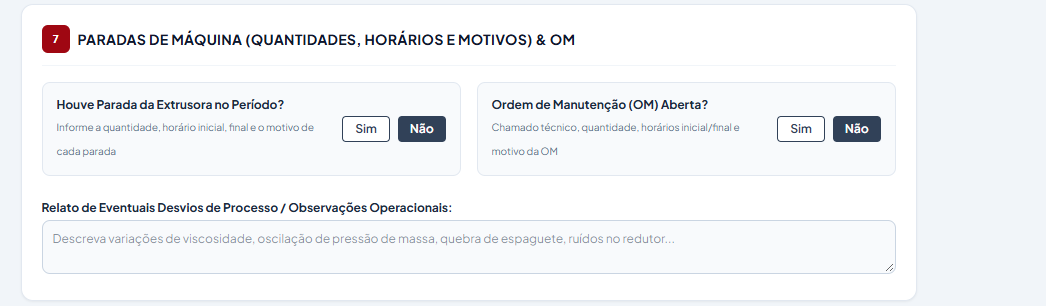 7 PARADAS DE MÁQUINA (QUANTIDADES, HORÁRIOS E MOTIVOS) & OM
Houve Parada da Extrusora no Período?
Informe a quantidade, horário inicial, final e o motivo de
cada parada
Sim Não
Ordem de Manutenção (OM) Aberta?
Chamado técnico, quantidade, horários inicial/final e
motivo da OM
Sim Não
Relato de Eventuais Desvios de Processo / Observações Operacionais:
Descreva variações de viscosidade, oscilação de pressão de massa, quebra de espaguete, ruídos no redutor...